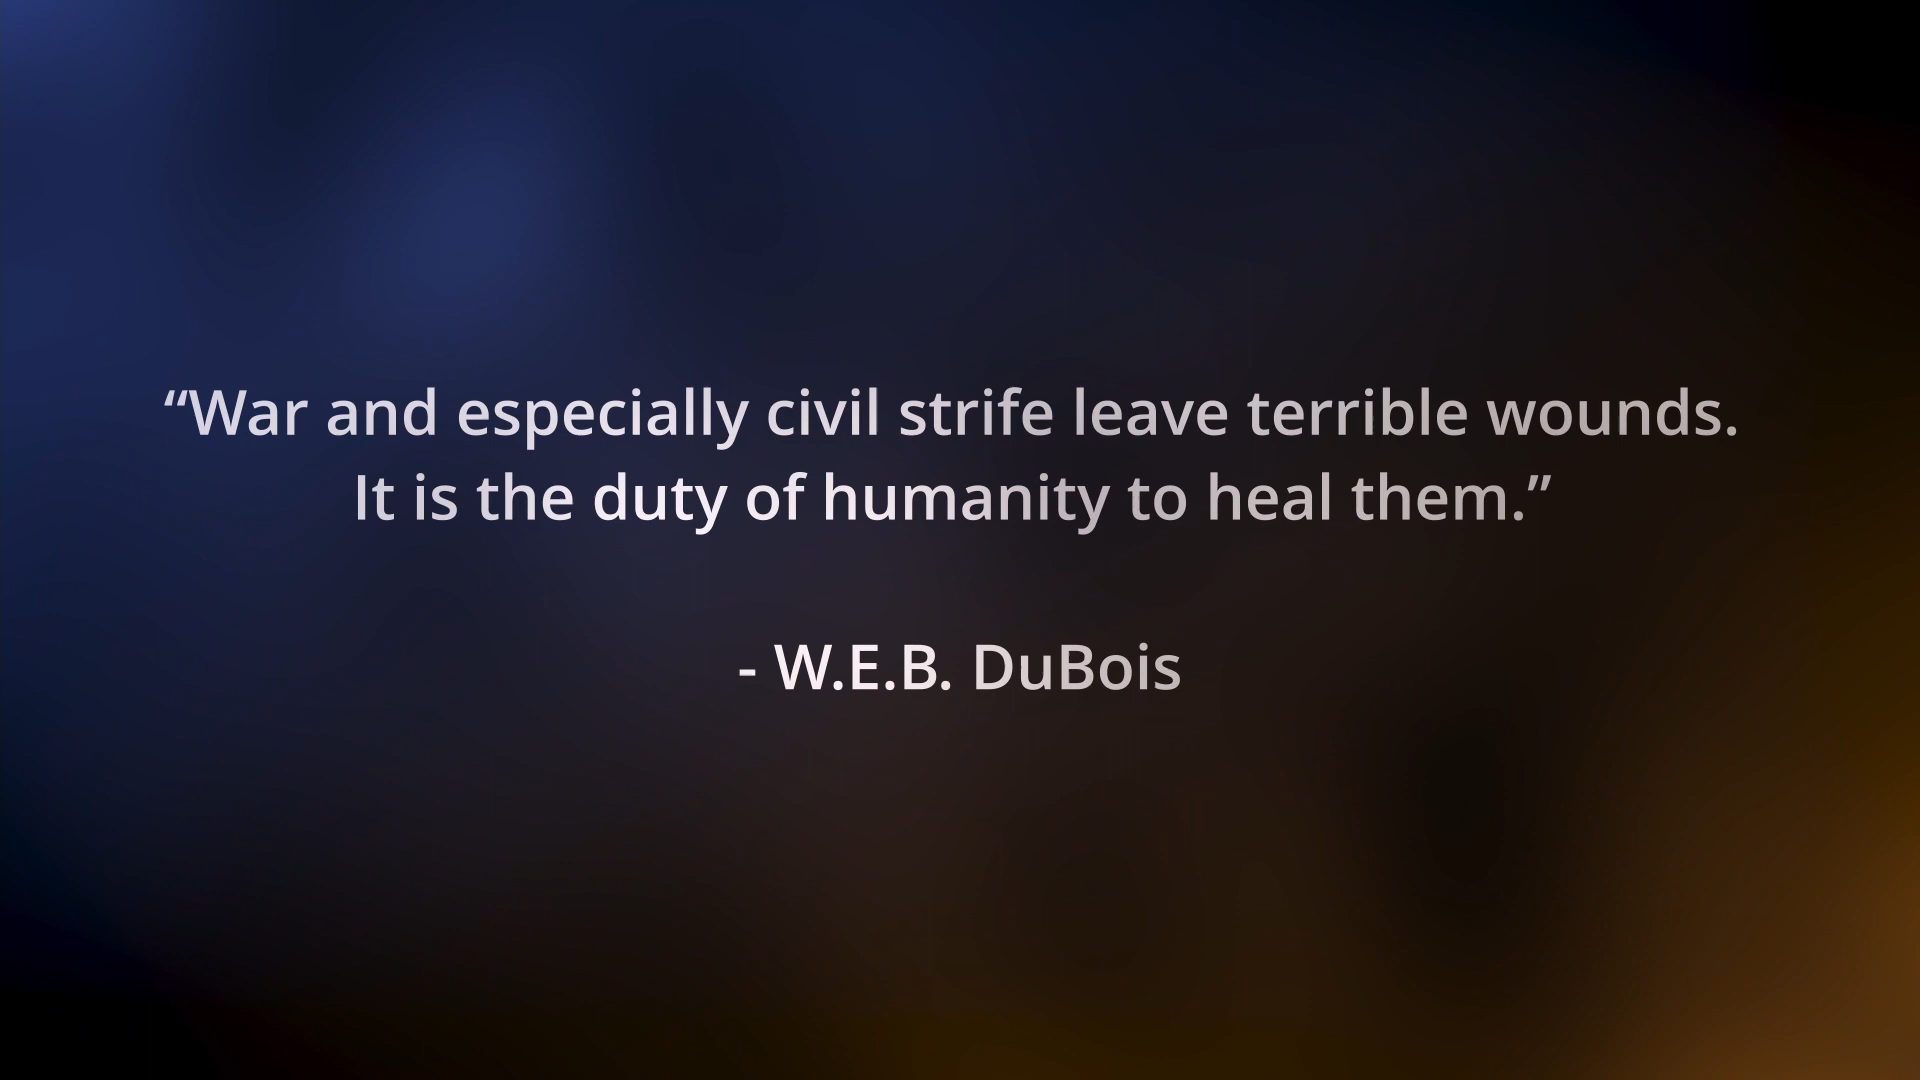 “War and especially civil strife leave terrible wounds.
It is the duty of humanity to heal them.”
- W.E.B. DuBois